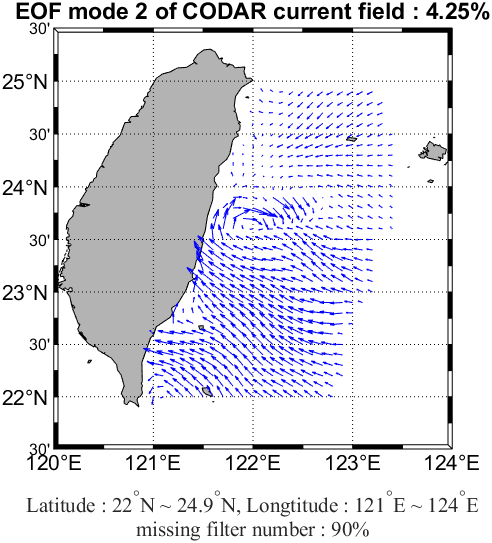 EOF mode 2 of CODAR current field : 4.25%
30'
25°N
30'
24°N
30'
23°N
30'
22°N
30'
120°E 121°E 122°E 123°E 124°E
Latitude : 22°N ~ 24.9°N, Longtitude : 121°E ~ 124°E
missing filter number : 90%